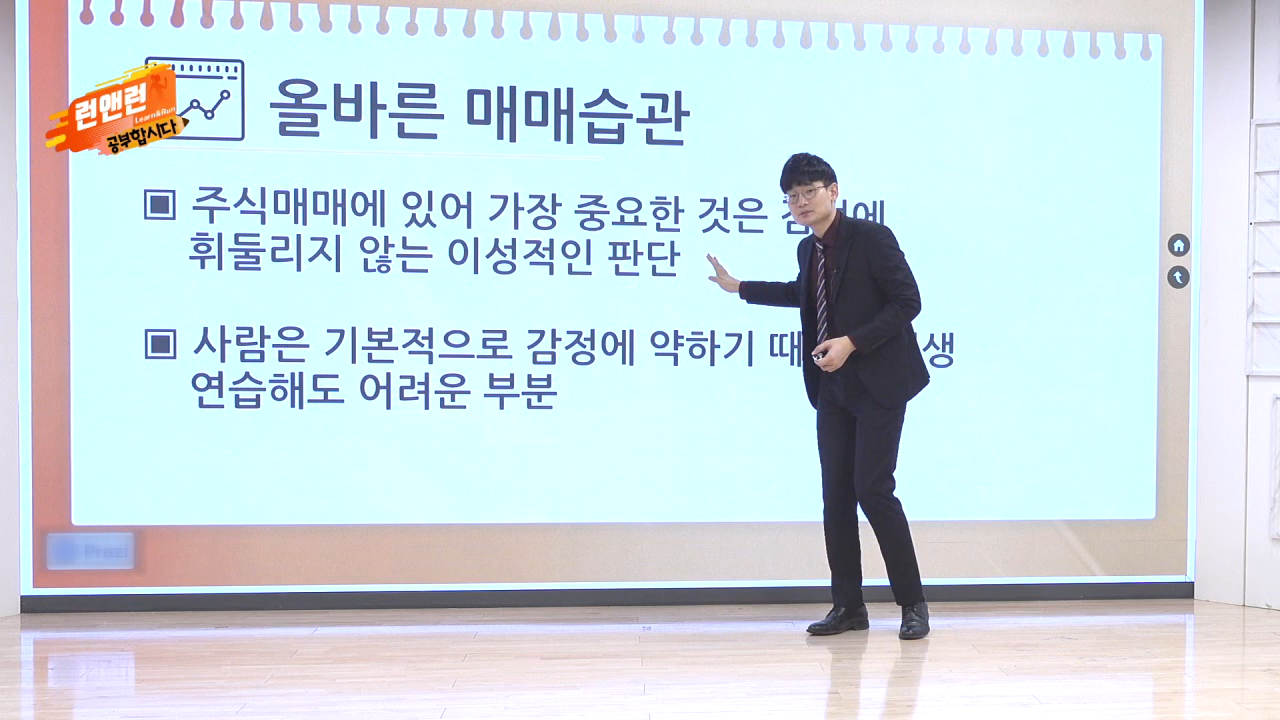 런앤런
Learn&Run
공부합시다
올바른 매매습관
주식매매에 있어 가장 중요한 것은
휘둘리지 않는 이성적인 판단
사람은 기본적으로 감정에 약하기
연습해도 어려운 부분